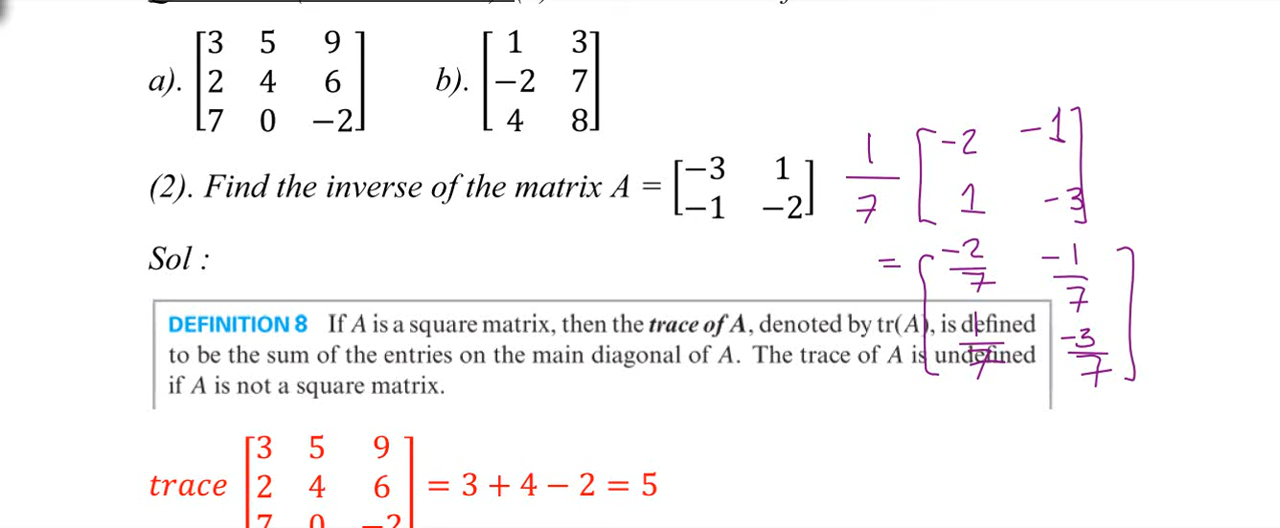 a). [3 5 9
2 4 6
7 0 −2]
b). [1 3
−2 7
4 8]
(2). Find the inverse of the matrix A = [−3 1
−1 −2]
1/7 [-2 -1
1 -3]
Sol :
= [-2/7 -1/7
1/7 -3/7]
DEFINITION 8 If A is a square matrix, then the trace of A, denoted by tr(A), is defined
to be the sum of the entries on the main diagonal of A. The trace of A is undefined
if A is not a square matrix.
trace [3 5 9
2 4 6
7 0 −2] = 3 + 4 − 2 = 5